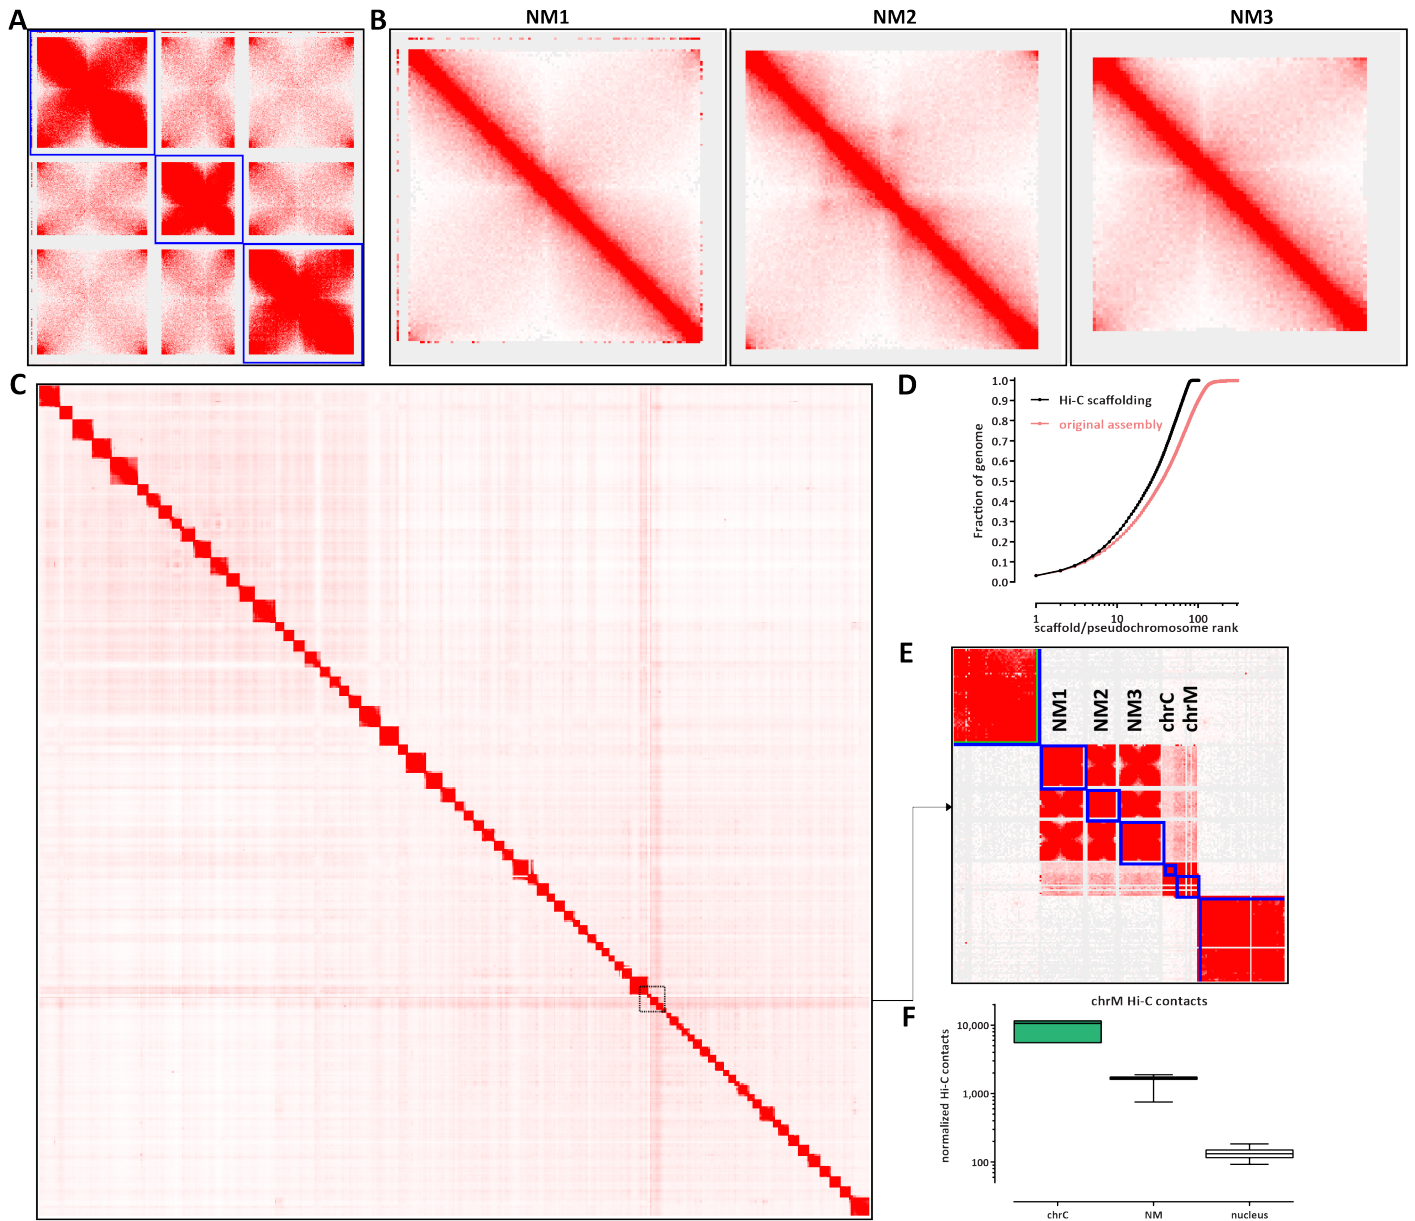 A
B
NM1
NM2
NM3
C
D
1.0
0.9
0.8
0.7
0.6
0.5
0.4
0.3
0.2
0.1
0.0
Fraction of genome
Hi-C scaffolding
original assembly
1
10
100
scaffold/pseudochromosome rank
E
NM1
NM2
NM3
chrC
chrM
F
chrM Hi-C contacts
normalized Hi-C contacts
10,000
1,000
100
chrC
NM
nucleus